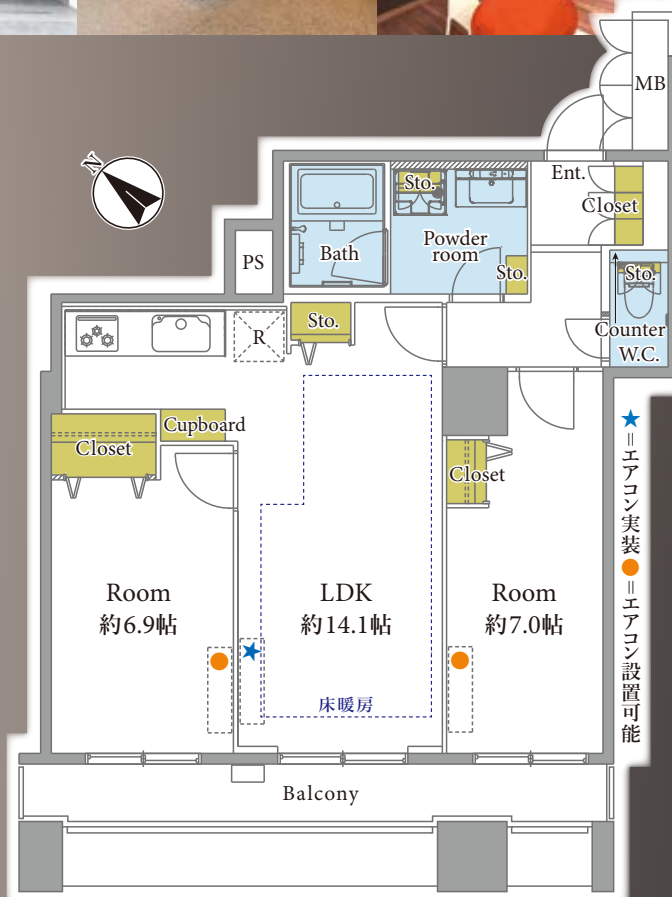 MB
N
Ent.
Sto.
Closet
Bath
Powder
room
PS
Sto.
Sto.
Sto.
R
Counter
W.C.
Cupboard
Closet
Closet
★=エアコン実装 ●=エアコン設置可能
Room
約6.9帖
LDK
約14.1帖
Room
約7.0帖
床暖房
Balcony